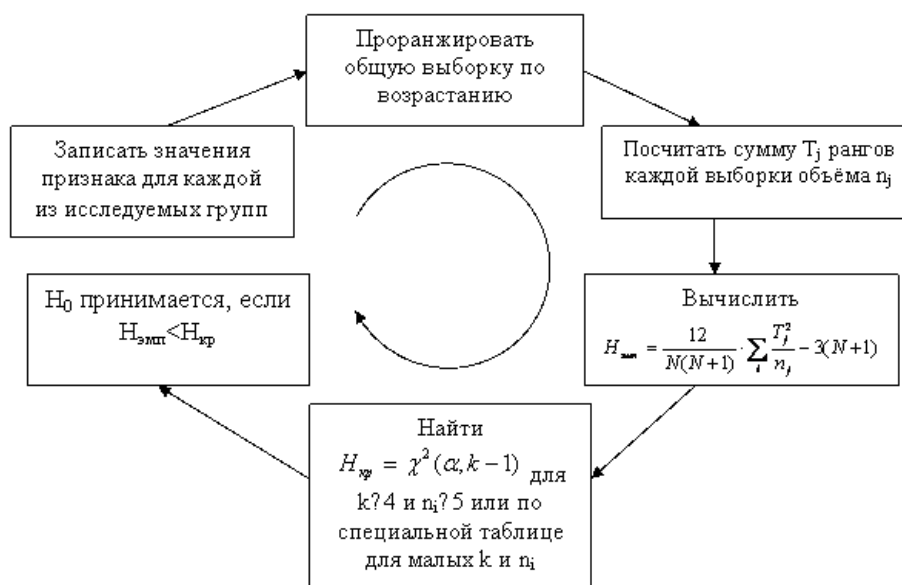 Проранжировать
общую выборку по
возрастанию
Записать значения
признака для каждой
из исследуемых групп
Посчитать сумму Tⱼ рангов
каждой выборки объёма nⱼ
H₀ принимается, если
Hэмп<Hкр
Вычислить
Hэмп = 12/(N(N+1)) · ∑ᵢ Tⱼ²/nⱼ − 3(N+1)
Найти
Hкр = χ²(α, k−1) для
k?4 и nᵢ?5 или по
специальной таблице
для малых k и nᵢ